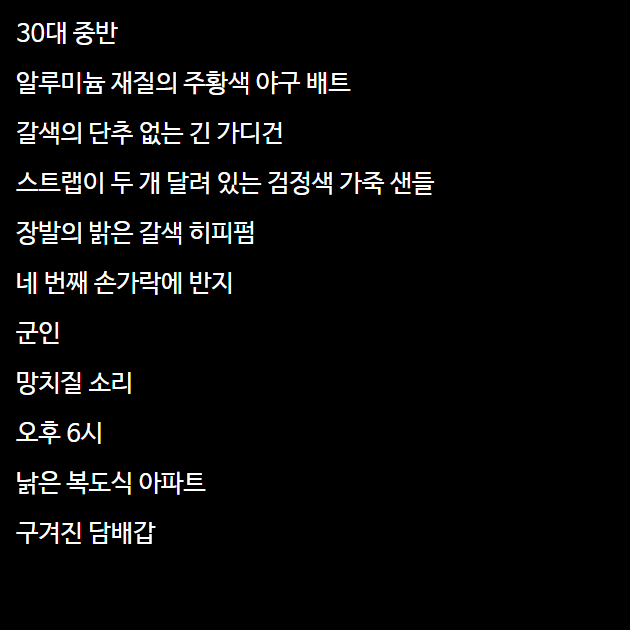 30대 중반
알루미늄 재질의 주황색 야구 배트
갈색의 단추 없는 긴 가디건
스트랩이 두 개 달려 있는 검정색 가죽 샌들
장발의 밝은 갈색 히피펌
네 번째 손가락에 반지
군인
망치질 소리
오후 6시
낡은 복도식 아파트
구겨진 담배갑